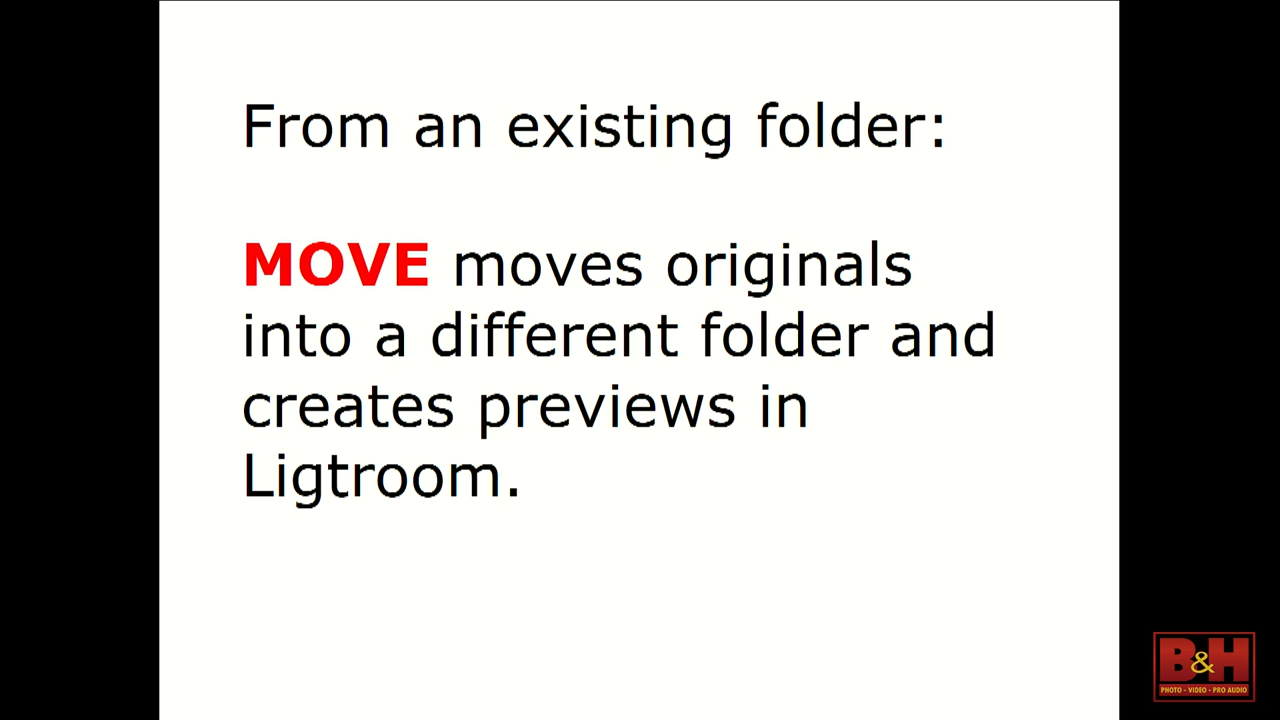 From an existing folder:
MOVE moves originals
into a different folder and
creates previews in
Ligtroom.
B&H
PHOTO - VIDEO - PRO AUDIO